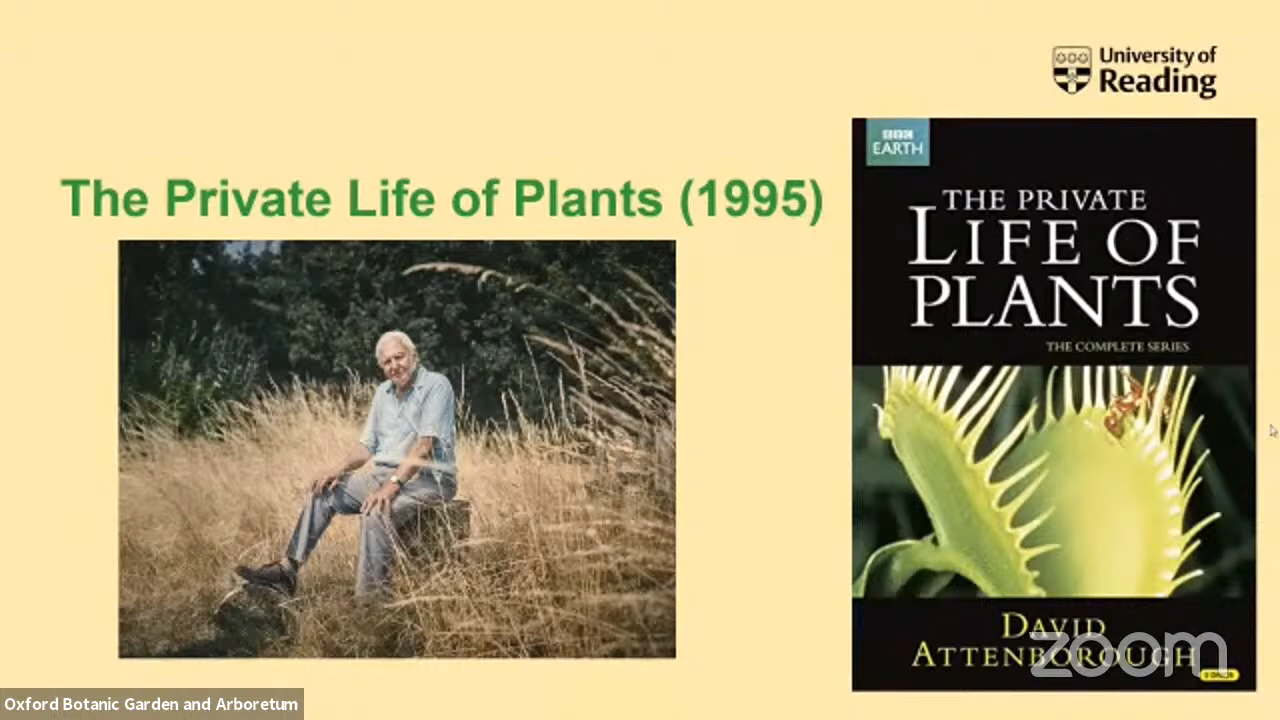 University of
Reading
The Private Life of Plants (1995)
BBC
EARTH
THE PRIVATE
LIFE OF
PLANTS
THE COMPLETE SERIES
DAVID
ATTENBOROUGH
zoom
Oxford Botanic Garden and Arboretum